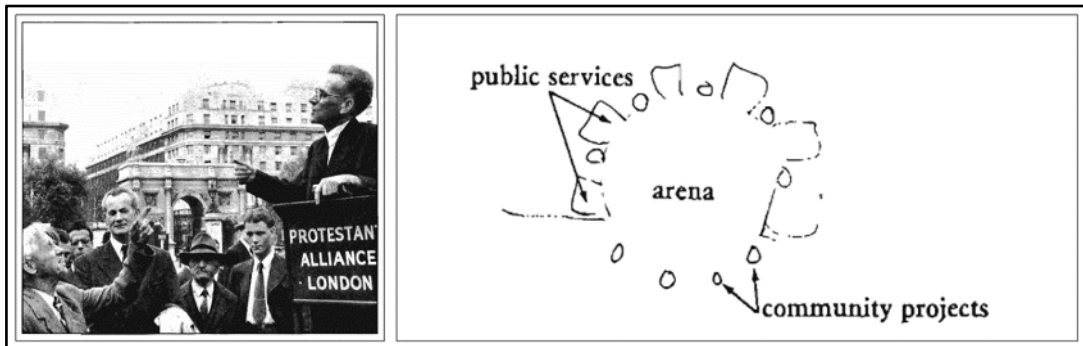 PROTESTANT
ALLIANCE
LONDON
public services
arena
community projects